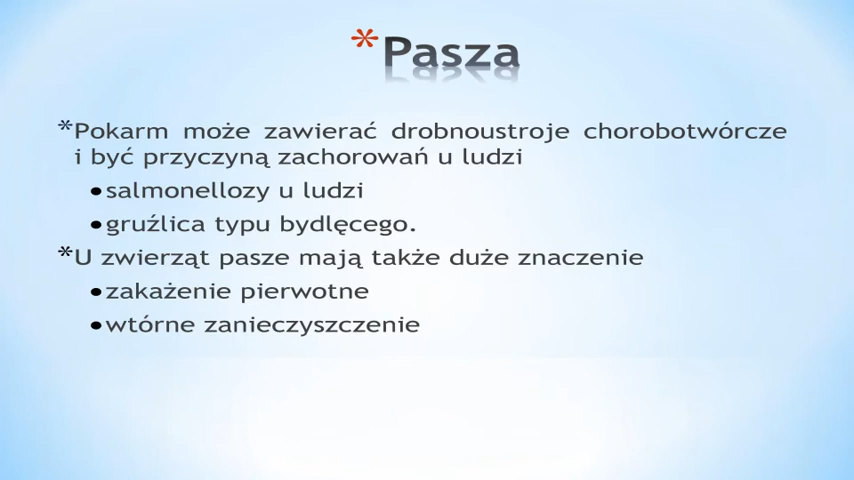 *Pasza
*Pokarm może zawierać drobnoustroje chorobotwórcze
i być przyczyną zachorowań u ludzi
•salmonellozy u ludzi
•gruźlica typu bydlęcego.
*U zwierząt pasze mają także duże znaczenie
•zakażenie pierwotne
•wtórne zanieczyszczenie